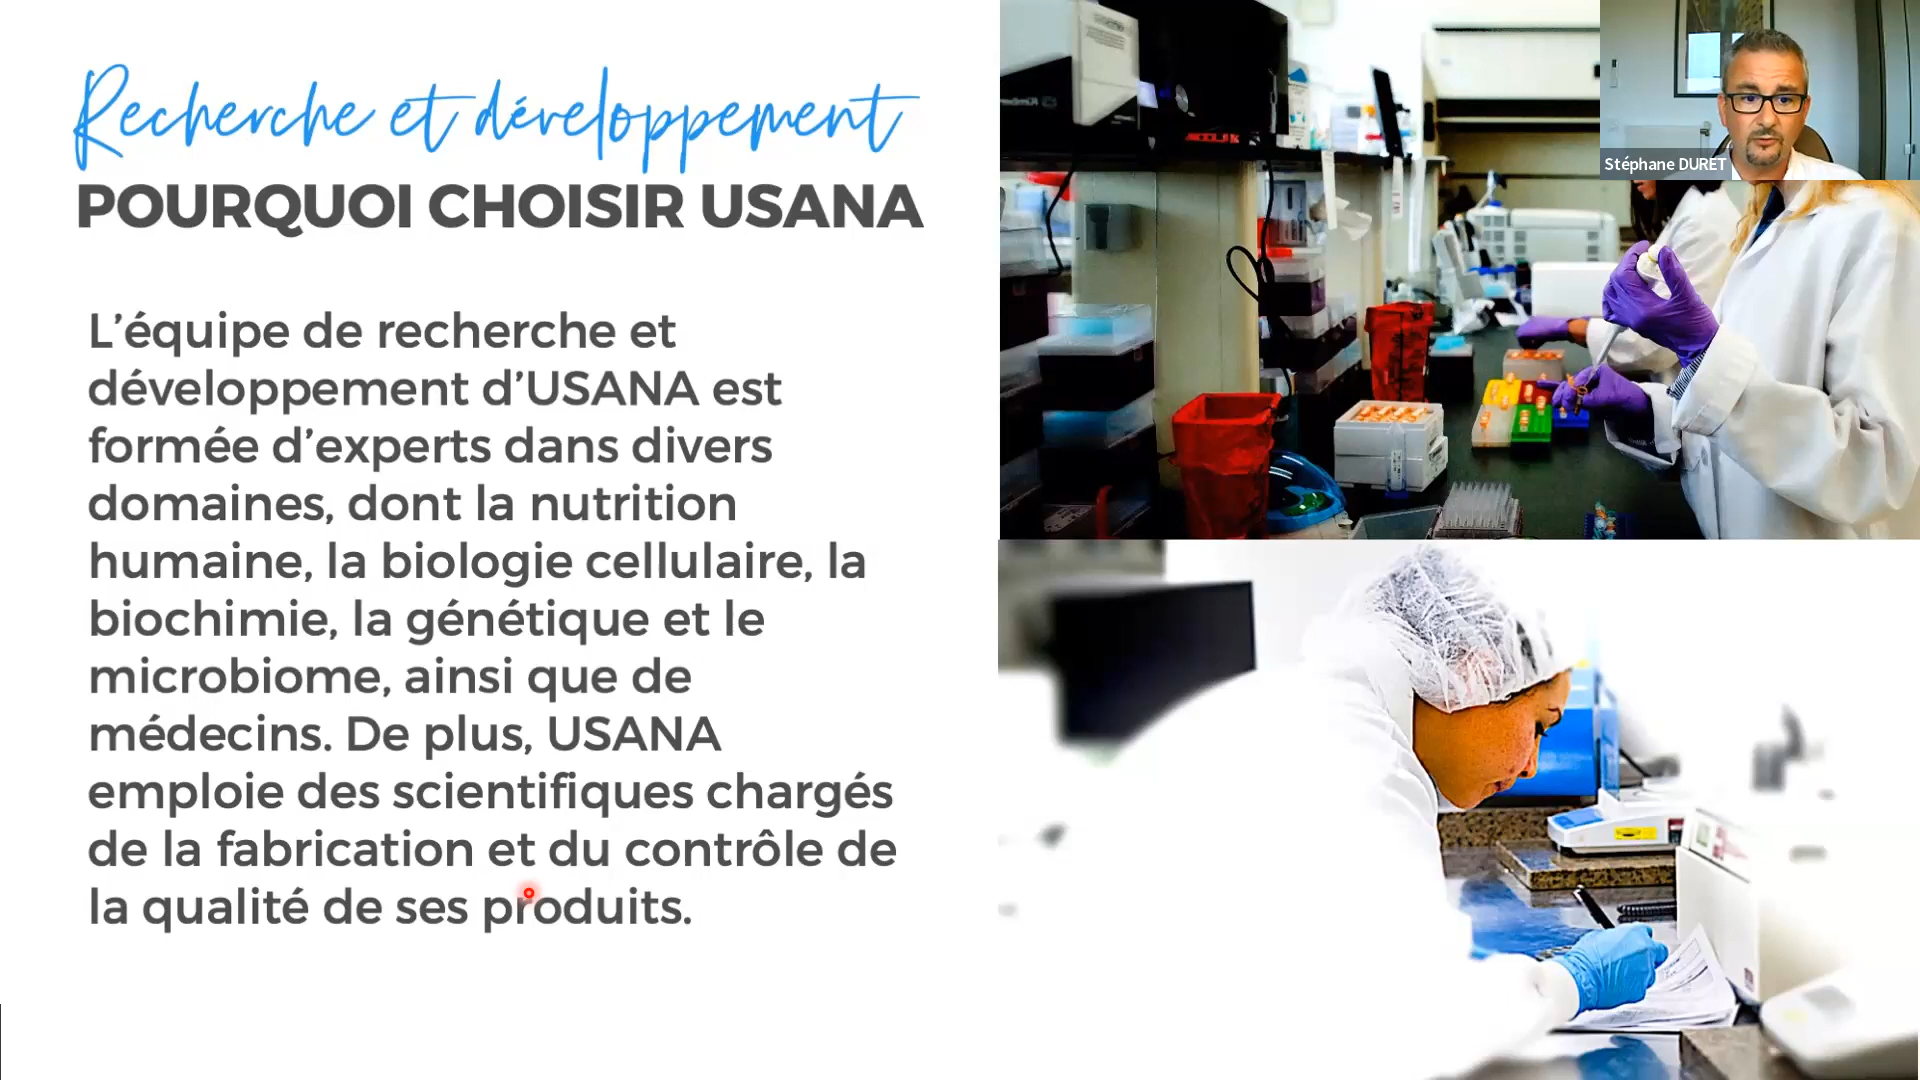 Recherche et développement
POURQUOI CHOISIR USANA
L’équipe de recherche et
développement d’USANA est
formée d’experts dans divers
domaines, dont la nutrition
humaine, la biologie cellulaire, la
biochimie, la génétique et le
microbiome, ainsi que de
médecins. De plus, USANA
emploie des scientifiques chargés
de la fabrication et du contrôle de
la qualité de ses produits.
Stéphane DURET